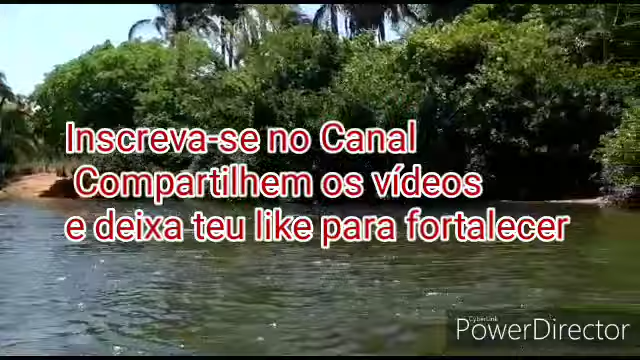 Inscreva-se no Canal
Compartilhem os vídeos
e deixa teu like para fortalecer
CyberLink
PowerDirector